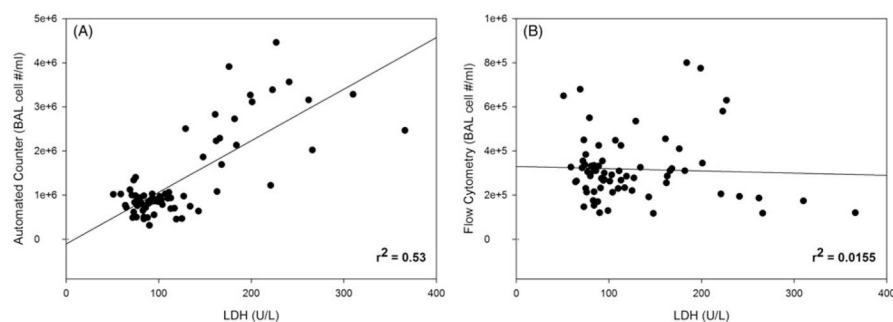 (A)
Automated Counter (BAL cell #/ml)
5e+6
4e+6
3e+6
2e+6
1e+6
0
0 100 200 300 400
LDH (U/L)
r² = 0.53
(B)
Flow Cytometry (BAL cell #/ml)
1e+6
8e+5
6e+5
4e+5
2e+5
0
0 100 200 300 400
LDH (U/L)
r² = 0.0155